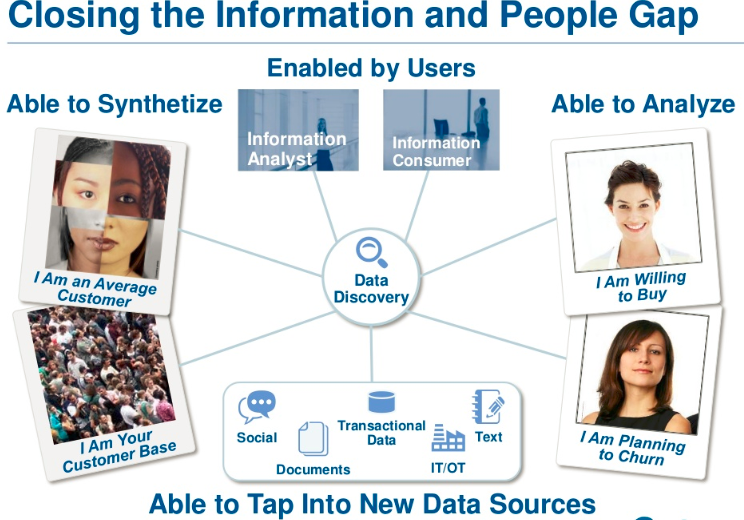 Closing the Information and People Gap
Enabled by Users
Able to Synthetize
Able to Analyze
Information
Analyst
Information
Consumer
I Am an Average
Customer
I Am Willing
to Buy
Data
Discovery
I Am Your
Customer Base
I Am Planning
to Churn
Social
Documents
Transactional
Data
IT/OT
Text
Able to Tap Into New Data Sources